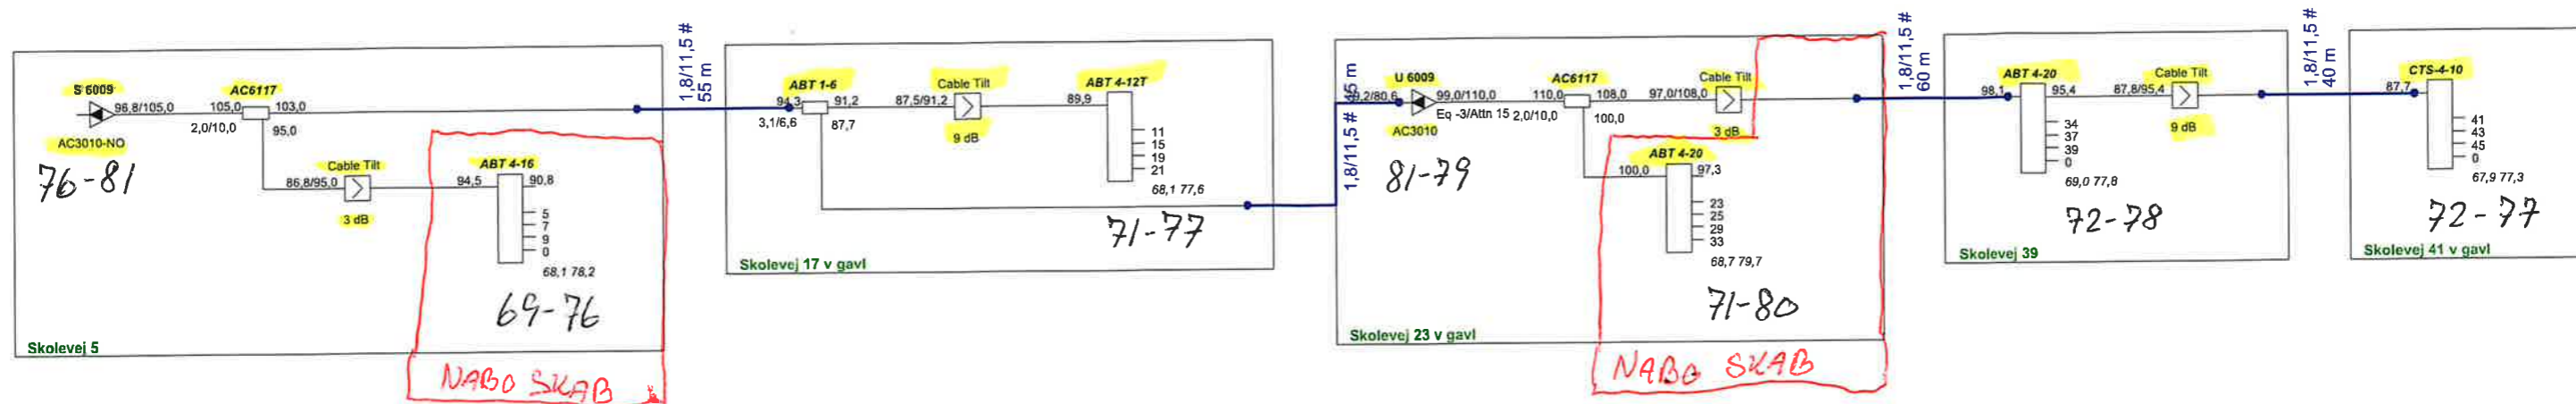 S 6009
96,8/105,0
AC3010-NO
76-81
AC6117
105,0
103,0
2,0/10,0
95,0
Cable Tilt
86,8/95,0
3 dB
ABT 4-16
94,5
90,8
5
7
9
0
68,1 78,2
69-76
Skolevej 5
NABO SKAB
1,8/11,5 #
55 m
ABT 1-6
94,3
91,2
3,1/6,6
87,7
Cable Tilt
87,5/91,2
9 dB
ABT 4-12T
89,9
11
15
19
21
68,1 77,6
71-77
Skolevej 17 v gavl
1,8/11,5 #
U 6009
99,0/110,0
Eq -3/Attn 15
AC3010
81-79
AC6117
110,0
108,0
2,0/10,0
100,0
Cable Tilt
97,0/108,0
3 dB
ABT 4-20
100,0
97,3
23
25
29
33
68,7 79,7
71-80
Skolevej 23 v gavl
NABO SKAB
1,8/11,5 #
60 m
ABT 4-20
98,1
95,4
34
37
39
0
69,0 77,8
72-78
Cable Tilt
87,8/95,4
9 dB
Skolevej 39
1,8/11,5 #
40 m
CTS-4-10
87,7
41
43
45
0
67,9 77,3
72-77
Skolevej 41 v gavl